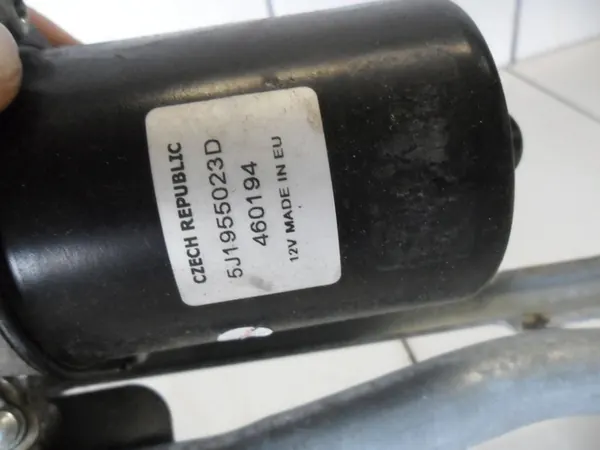 CZECH REPUBLIC
5J1955023D
460194
12V MADE IN EU